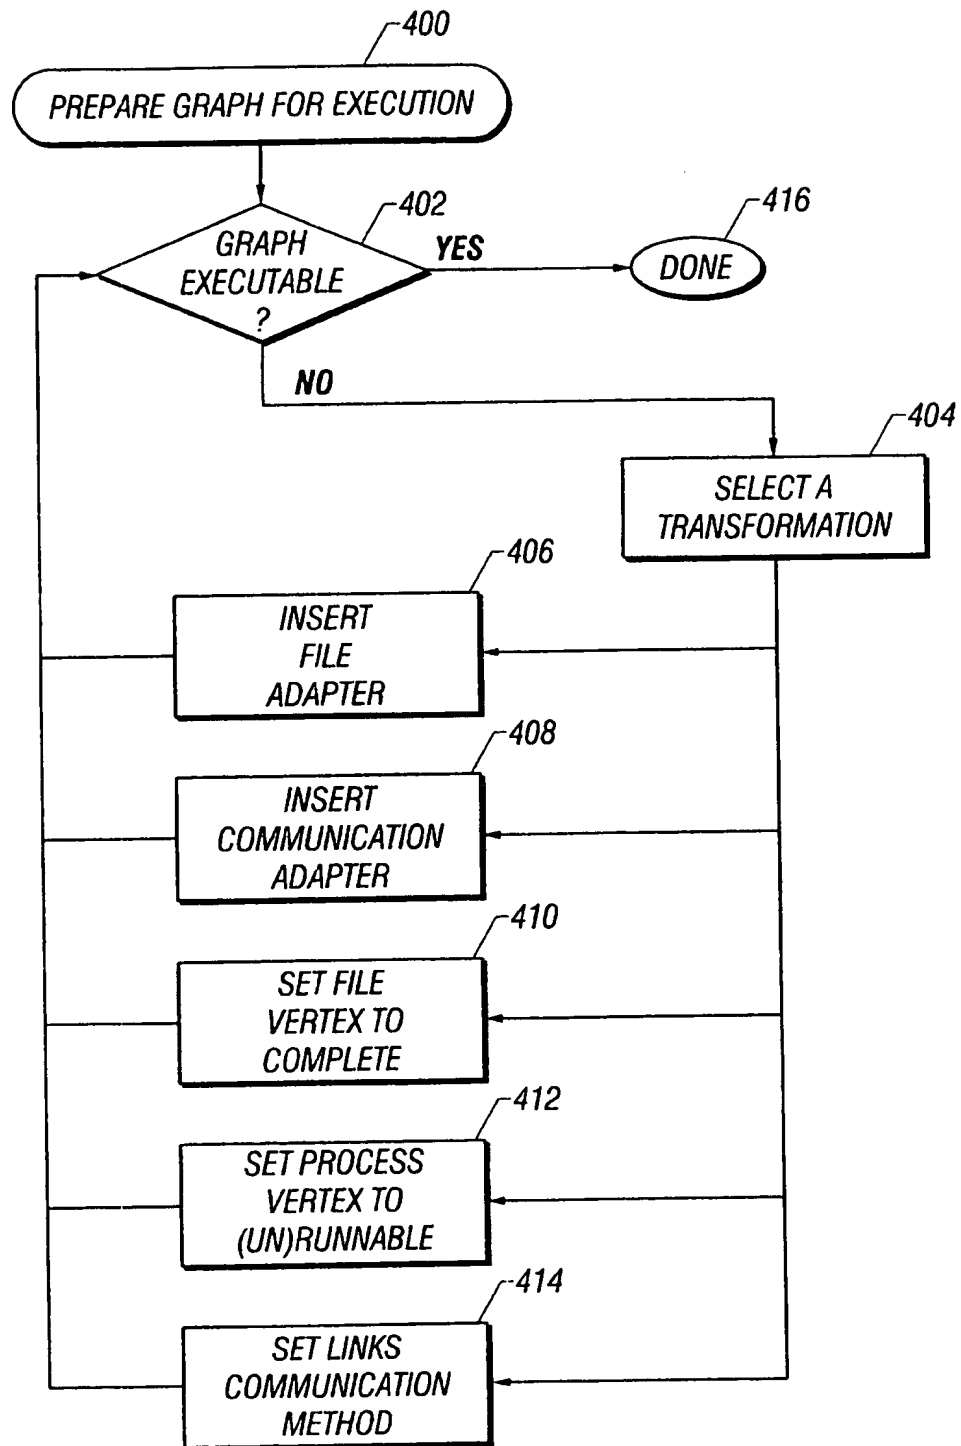 400
PREPARE GRAPH FOR EXECUTION
402
GRAPH
EXECUTABLE
?
YES
416
DONE
NO
404
SELECT A
TRANSFORMATION
406
INSERT
FILE
ADAPTER
408
INSERT
COMMUNICATION
ADAPTER
410
SET FILE
VERTEX TO
COMPLETE
412
SET PROCESS
VERTEX TO
(UN)RUNNABLE
414
SET LINKS
COMMUNICATION
METHOD